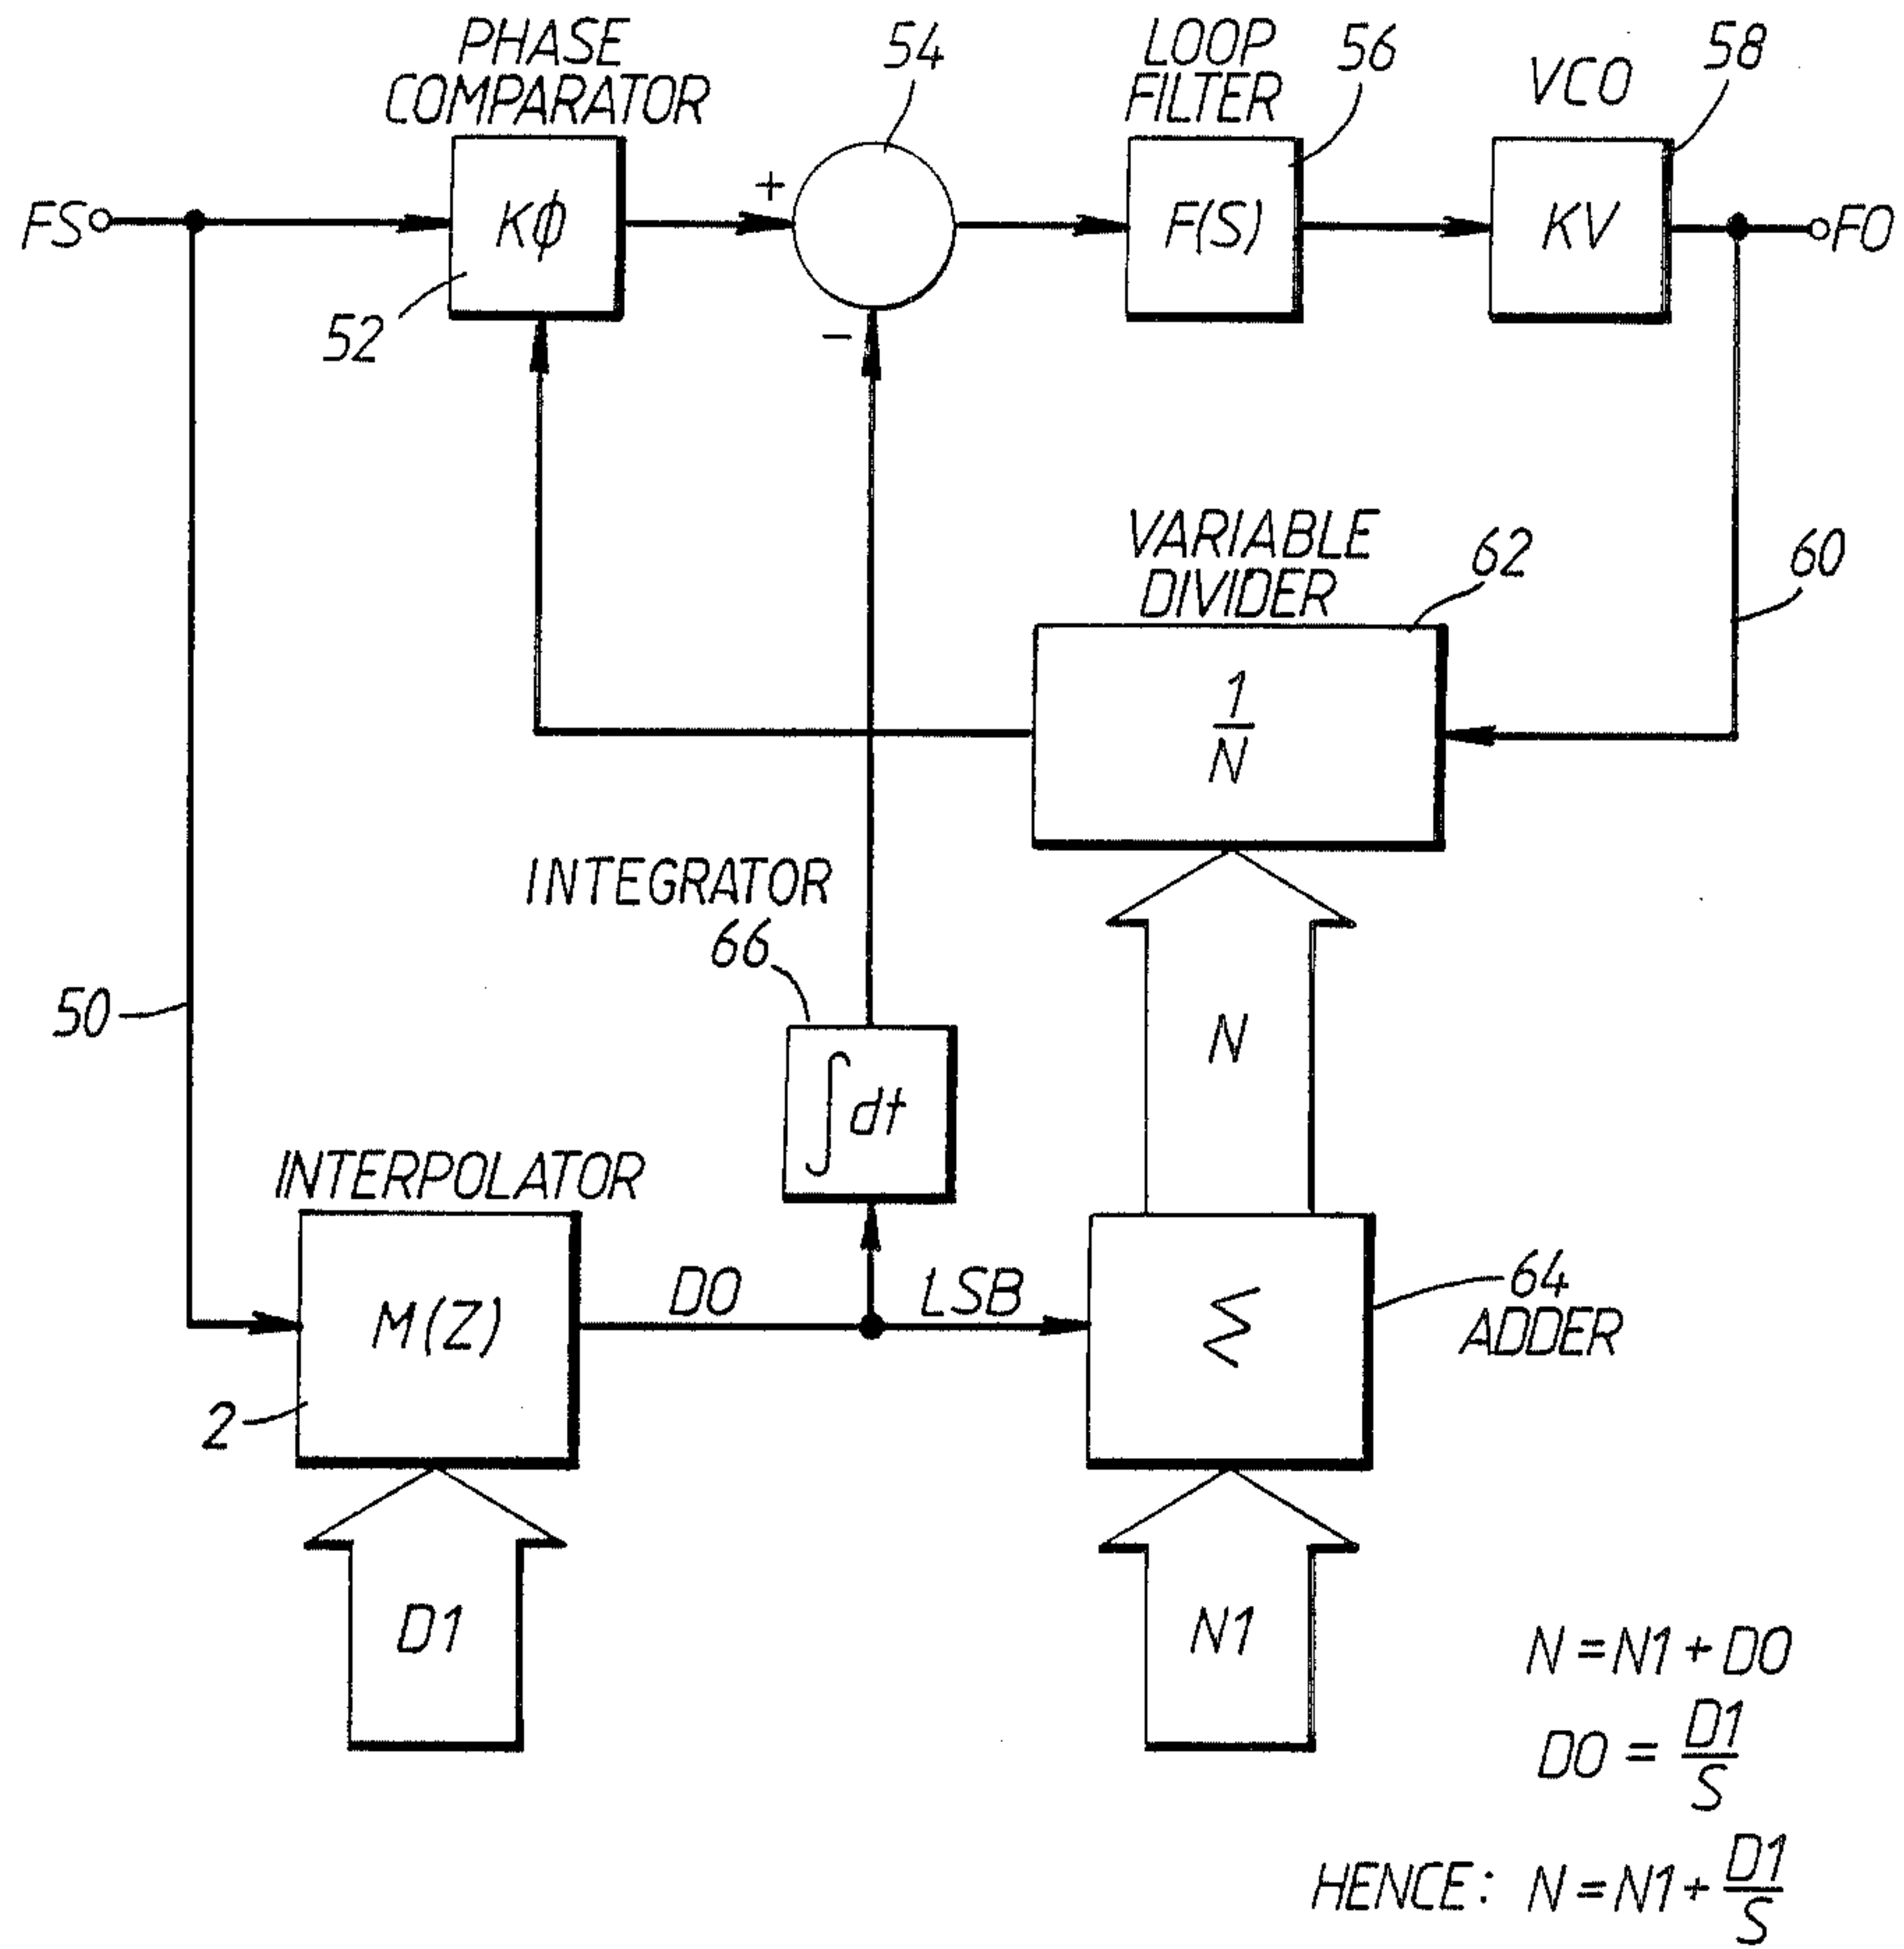 PHASE
COMPARATOR
54
LOOP
FILTER
56
VCO
58
FS
Kϕ
+
F(S)
KV
FO
52
−
VARIABLE
DIVIDER
62
60
1
N
INTEGRATOR
66
50
∫dt
N
INTERPOLATOR
M(Z)
DO
LSB
Σ
64
ADDER
2
D1
N1
N = N1 + DO
DO = D1/S
HENCE: N = N1 + D1/S